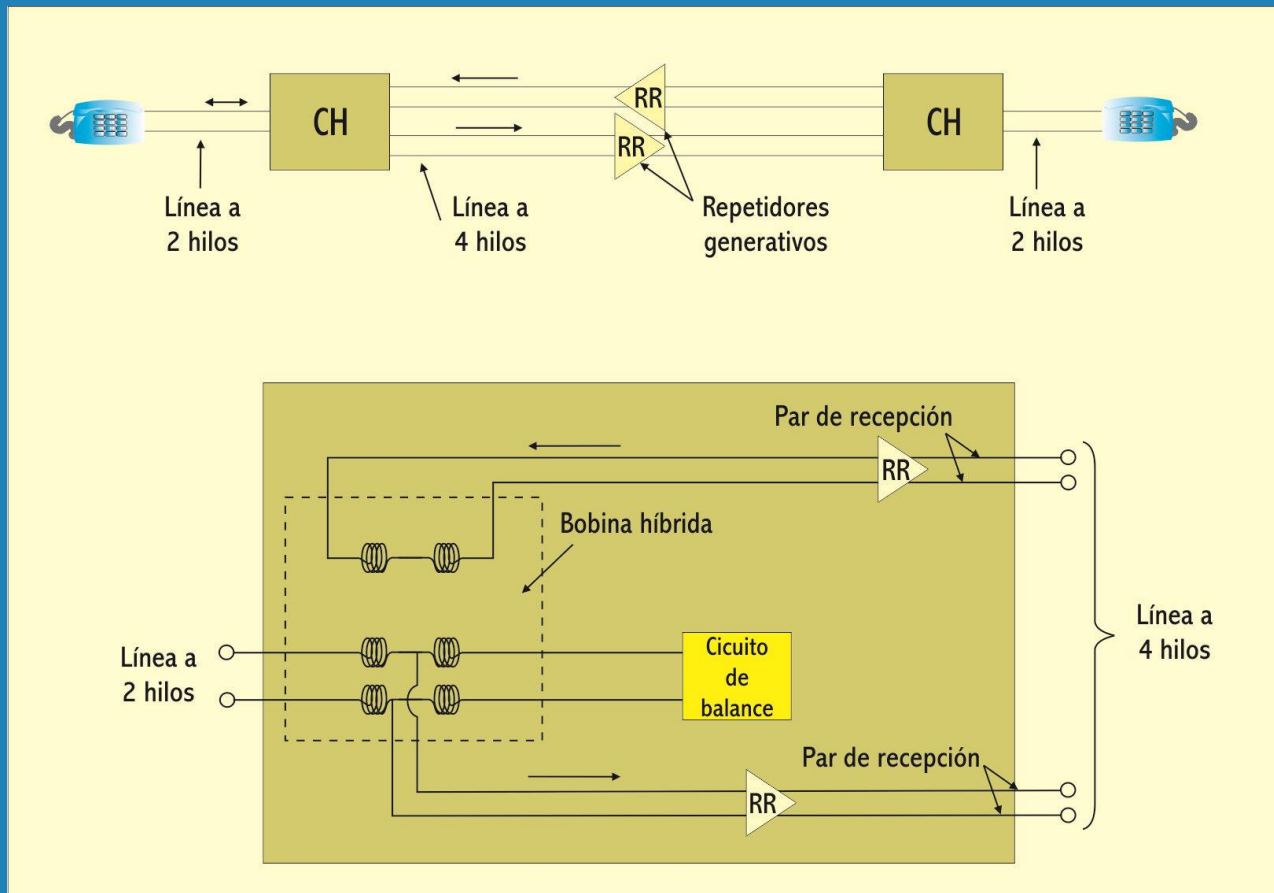 CH
RR
RR
CH
Línea a
2 hilos
Línea a
4 hilos
Repetidores
generativos
Línea a
2 hilos
Par de recepción
RR
Bobina híbrida
Línea a
2 hilos
Cicuito
de
balance
Línea a
4 hilos
Par de recepción
RR